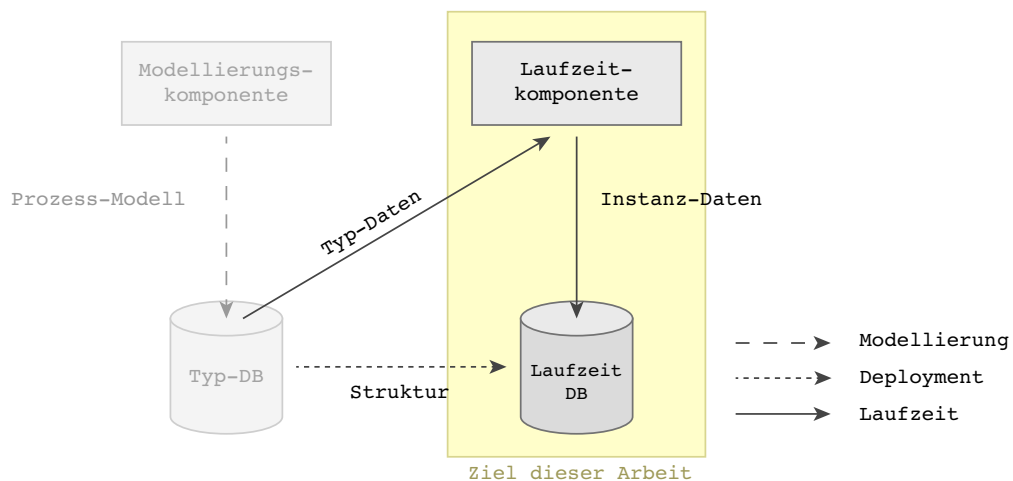 Modellierungs-
komponente
Laufzeit-
komponente
Prozess-Modell
Typ-Daten
Instanz-Daten
Typ-DB
Struktur
Laufzeit
DB
Modellierung
Deployment
Laufzeit
Ziel dieser Arbeit